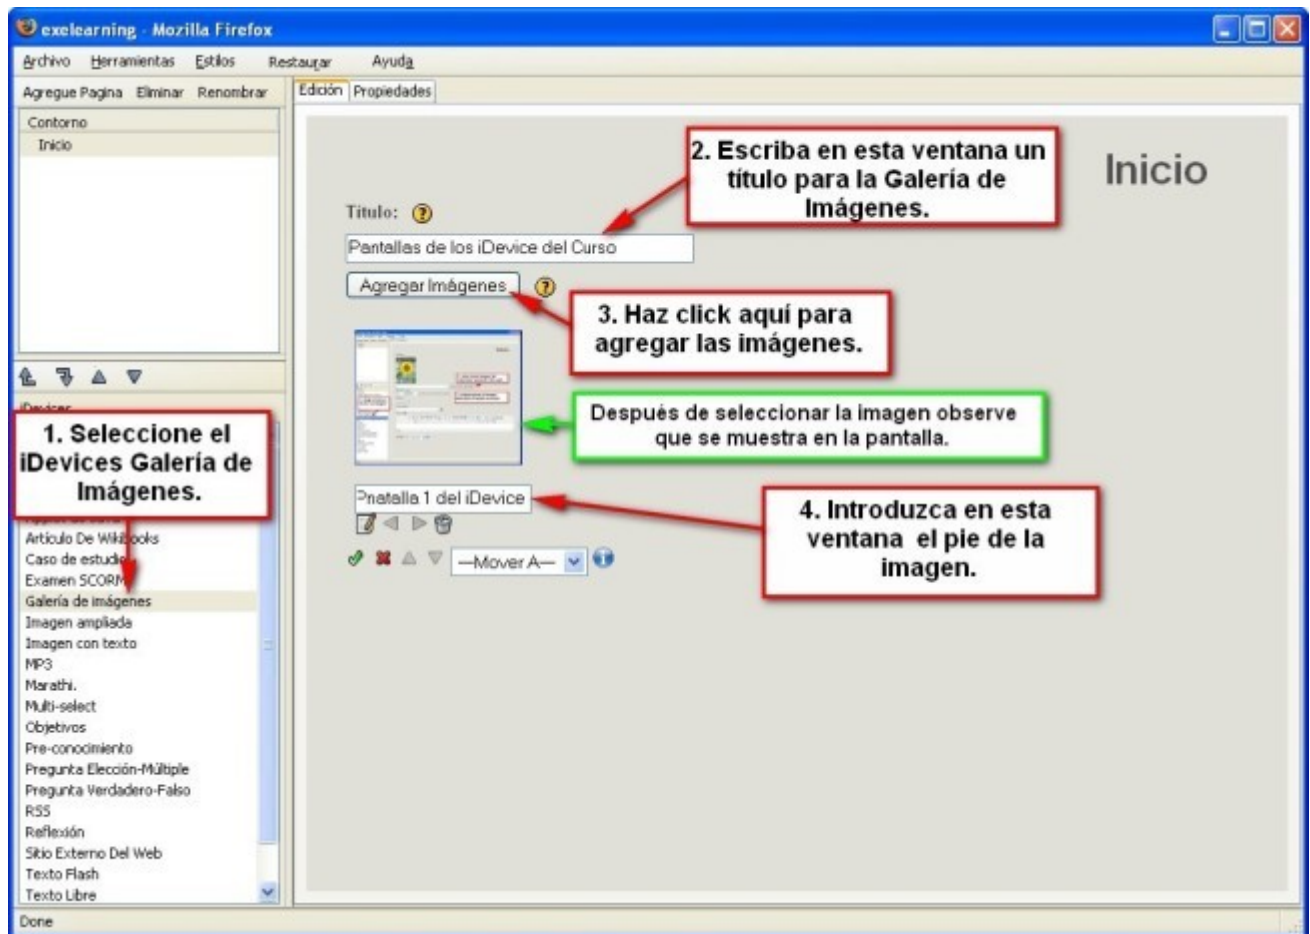 exelearning - Mozilla Firefox
Archivo Herramientas Estilos Restaurar Ayuda
Agregue Pagina Eliminar Renombrar
Edición Propiedades
Contorno
Inicio
Inicio
2. Escriba en esta ventana un
título para la Galería de
Imágenes.
Título:
Pantallas de los iDevice del Curso
Agregar Imágenes
3. Haz click aquí para
agregar las imágenes.
Después de seleccionar la imagen observe
que se muestra en la pantalla.
Pnatalla 1 del iDevice
4. Introduzca en esta
ventana el pie de la
imagen.
—Mover A—
iDevices
1. Seleccione el
iDevices Galería de
Imágenes.
Artículo De Wikibooks
Caso de estudio
Examen SCORM
Galería de imágenes
Imagen ampliada
Imagen con texto
MP3
Marathi.
Multi-select
Objetivos
Pre-conocimiento
Pregunta Elección-Múltiple
Pregunta Verdadero-Falso
RSS
Reflexión
Sitio Externo Del Web
Texto Flash
Texto Libre
Done